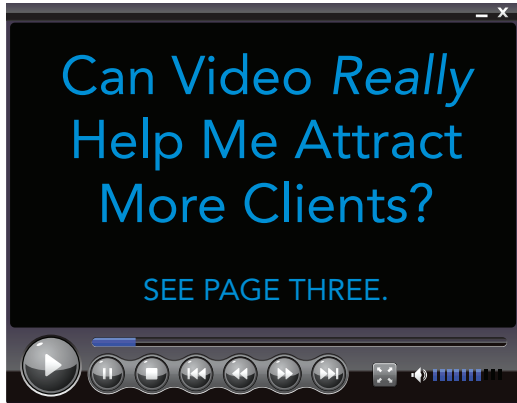 Can Video Really
Help Me Attract
More Clients?
SEE PAGE THREE.